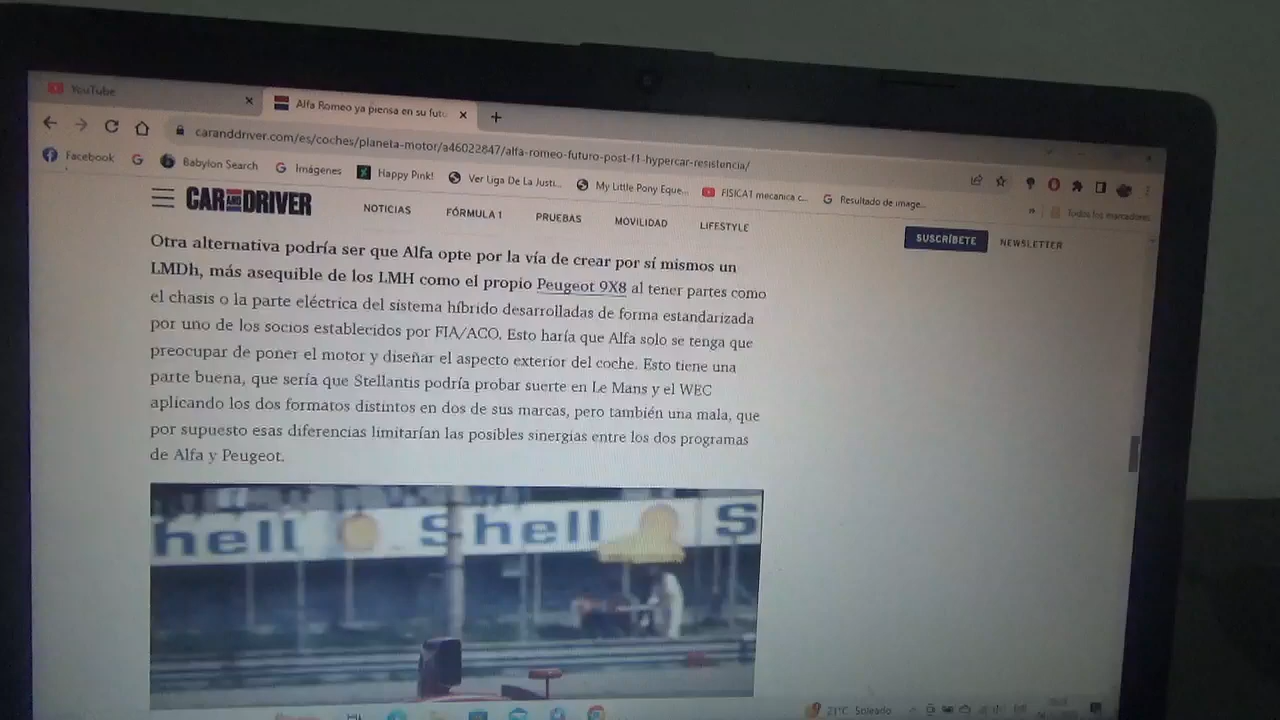 YouTube
Alfa Romeo ya piensa en su futu
caranddriver.com/es/coches/planeta-motor/a46022847/alfa-romeo-futuro-post-f1-hypercar-resistencia/
Facebook
Babylon Search
Imágenes
Happy Pink!
Ver Liga De La Justi...
My Little Pony Eque...
FISICA1 mecanica c...
Resultado de image...
Todos los marcadores
CAR AND DRIVER
NOTICIAS
FÓRMULA 1
PRUEBAS
MOVILIDAD
LIFESTYLE
SUSCRÍBETE
NEWSLETTER
Otra alternativa podría ser que Alfa opte por la vía de crear por sí mismos un
LMDh, más asequible de los LMH como el propio Peugeot 9X8 al tener partes como
el chasis o la parte eléctrica del sistema híbrido desarrolladas de forma estandarizada
por uno de los socios establecidos por FIA/ACO. Esto haría que Alfa solo se tenga que
preocupar de poner el motor y diseñar el aspecto exterior del coche. Esto tiene una
parte buena, que sería que Stellantis podría probar suerte en Le Mans y el WEC
aplicando los dos formatos distintos en dos de sus marcas, pero también una mala, que
por supuesto esas diferencias limitarían las posibles sinergias entre los dos programas
de Alfa y Peugeot.
hell Shell S
21°C Soleado